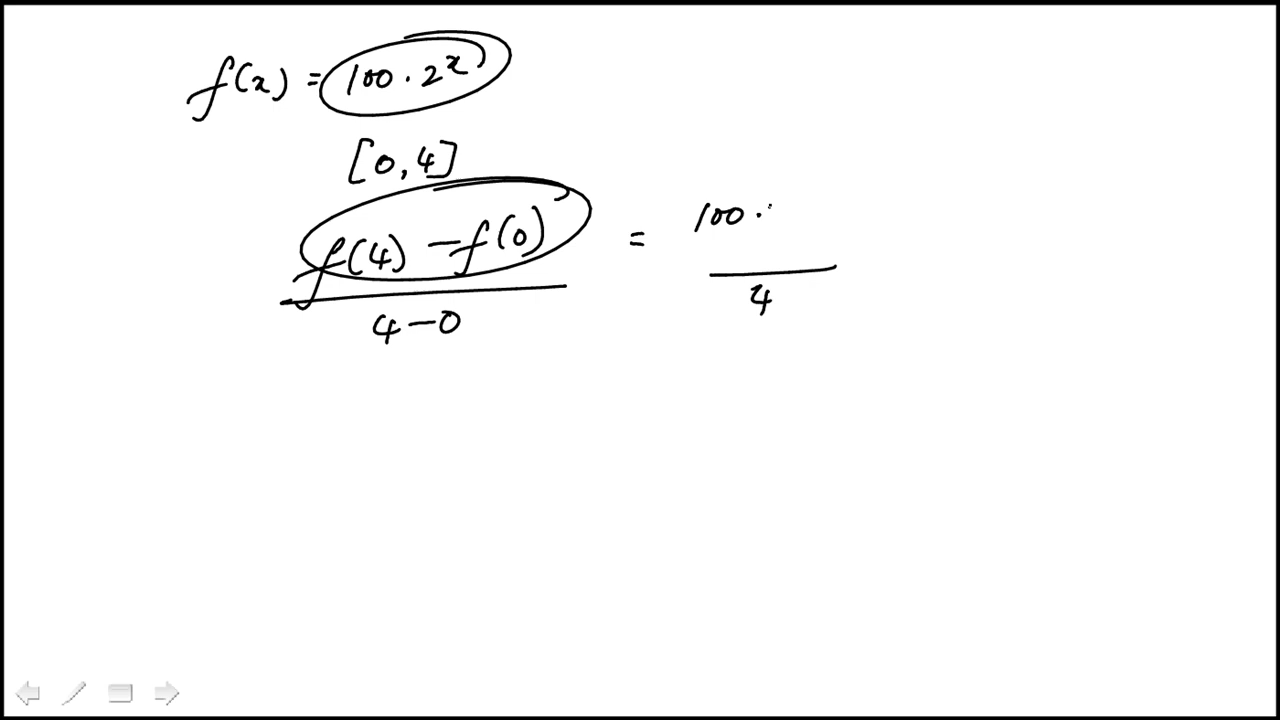 f(x) = 100 · 2^x
[0,4]
f(4) − f(0) = 100 ·
4 − 0 4